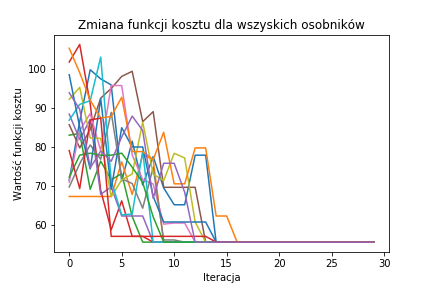 Zmiana funkcji kosztu dla wszyskich osobników
Wartość funkcji kosztu
100
90
80
70
60
0 5 10 15 20 25 30
Iteracja